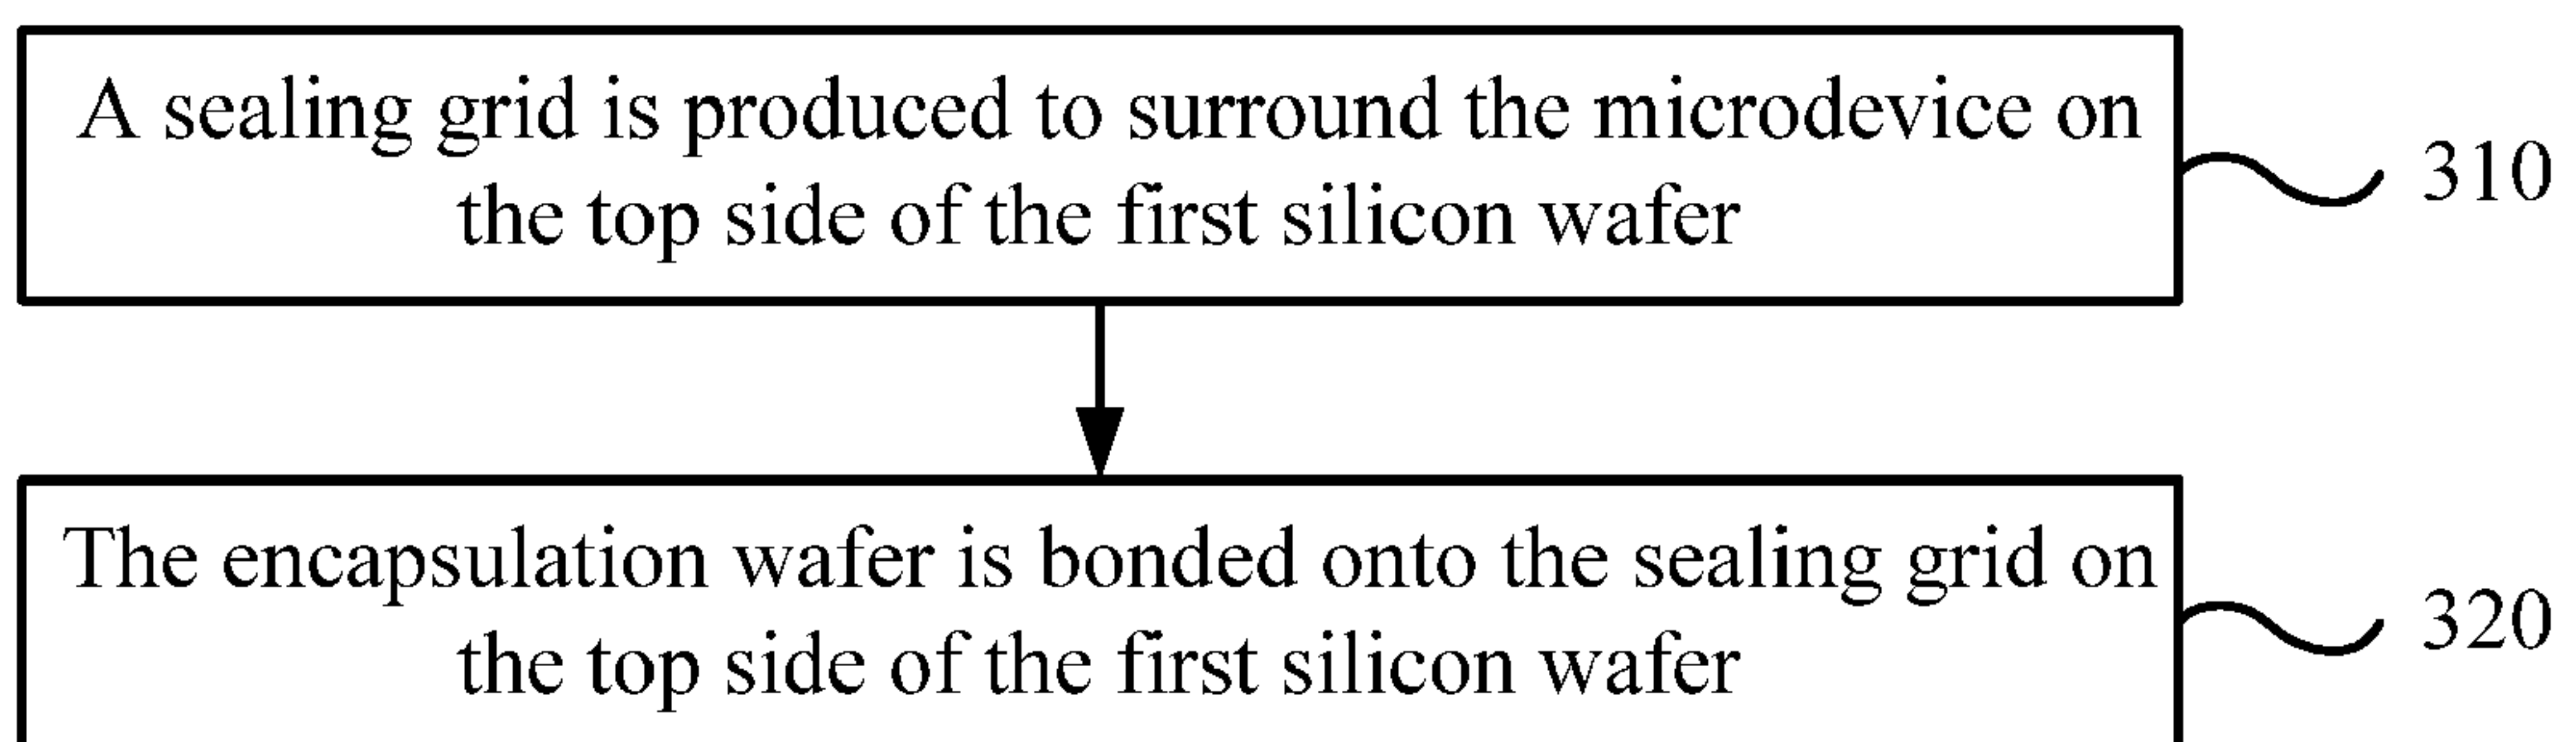 A sealing grid is produced to surround the microdevice on
the top side of the first silicon wafer
310
The encapsulation wafer is bonded onto the sealing grid on
the top side of the first silicon wafer
320